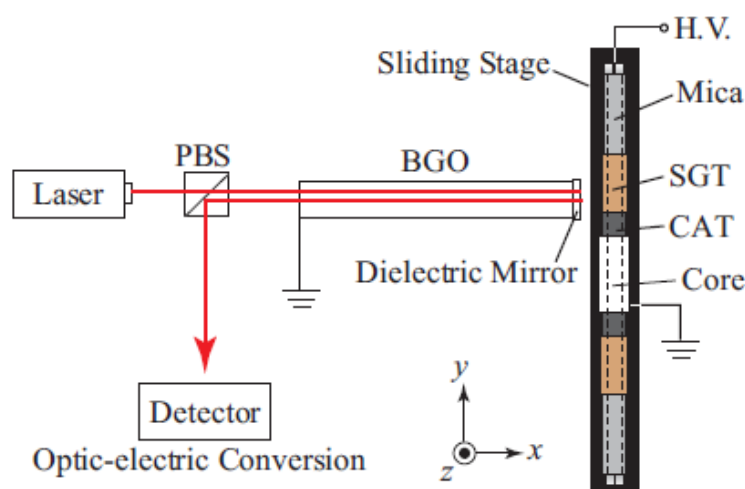 H.V.
Sliding Stage
Mica
PBS
BGO
SGT
Laser
CAT
Dielectric Mirror
Core
y
Detector
z
x
Optic-electric Conversion